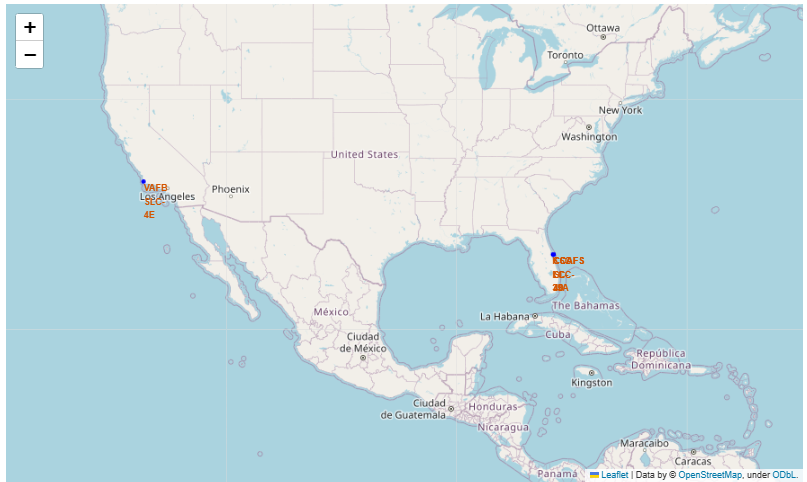 +
−
Ottawa
Toronto
New York
Washington
United States
VAFB
SLC-
4E
Los Angeles
Phoenix
The Bahamas
La Habana
Cuba
México
Ciudad
de México
República
Dominicana
Kingston
Ciudad
de Guatemala
Honduras
Nicaragua
Maracaibo
Caracas
Panamá
Leaflet | Data by © OpenStreetMap, under ODbL.